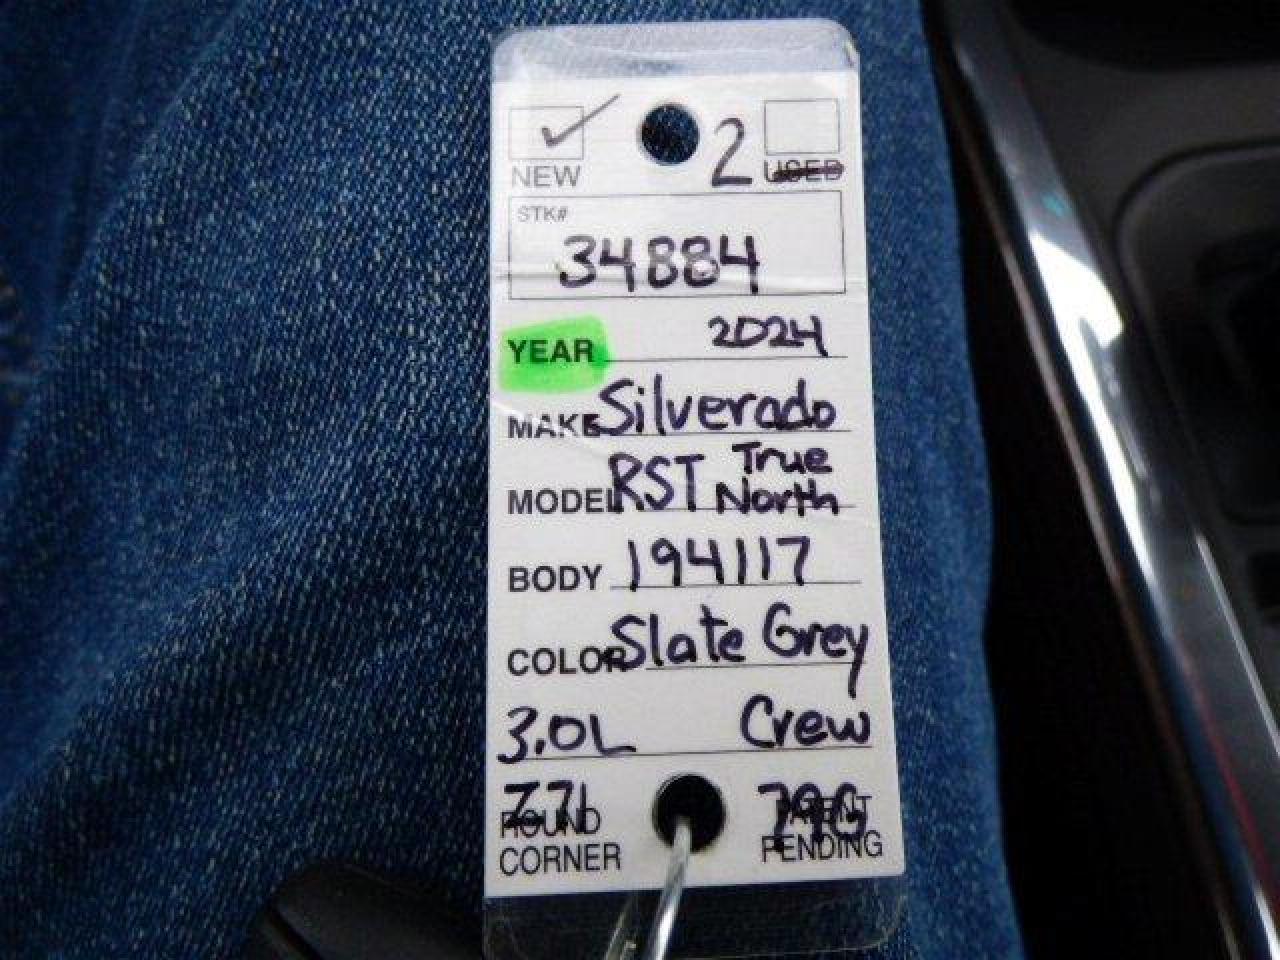 2
NEW USED
STK#
34884
YEAR 2024
MAKE Silverado
MODEL RST True North
BODY 194117
COLOR Slate Grey
3.0L Crew
Z71
ROUND CORNER
PATENT PENDING